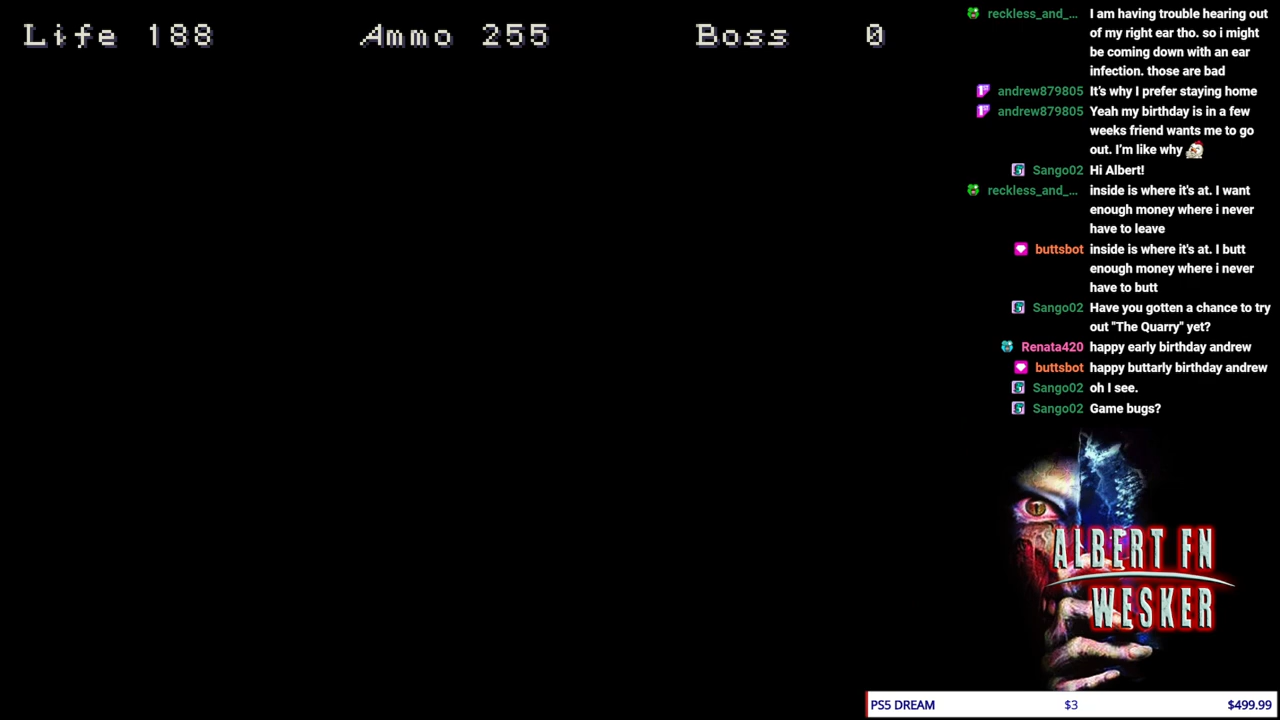 Life 188 Ammo 255 Boss 0
reckless_and_... I am having trouble hearing out
of my right ear tho. so i might
be coming down with an ear
infection. those are bad
andrew879805 It's why I prefer staying home
andrew879805 Yeah my birthday is in a few
weeks friend wants me to go
out. I'm like why
Sango02 Hi Albert!
reckless_and_... inside is where it's at. I want
enough money where i never
have to leave
buttsbot inside is where it's at. I butt
enough money where i never
have to butt
Sango02 Have you gotten a chance to try
out "The Quarry" yet?
Renata420 happy early birthday andrew
buttsbot happy buttarly birthday andrew
Sango02 oh I see.
Sango02 Game bugs?
ALBERT FN
WESKER
PS5 DREAM $3 $499.99